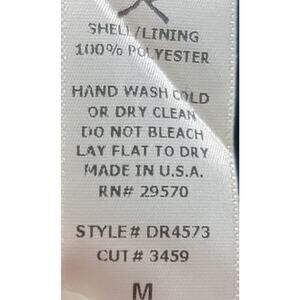 SHELL/LINING
100% POLYESTER
HAND WASH COLD
OR DRY CLEAN
DO NOT BLEACH
LAY FLAT TO DRY
MADE IN U.S.A.
RN# 29570
STYLE# DR4573
CUT# 3459
M